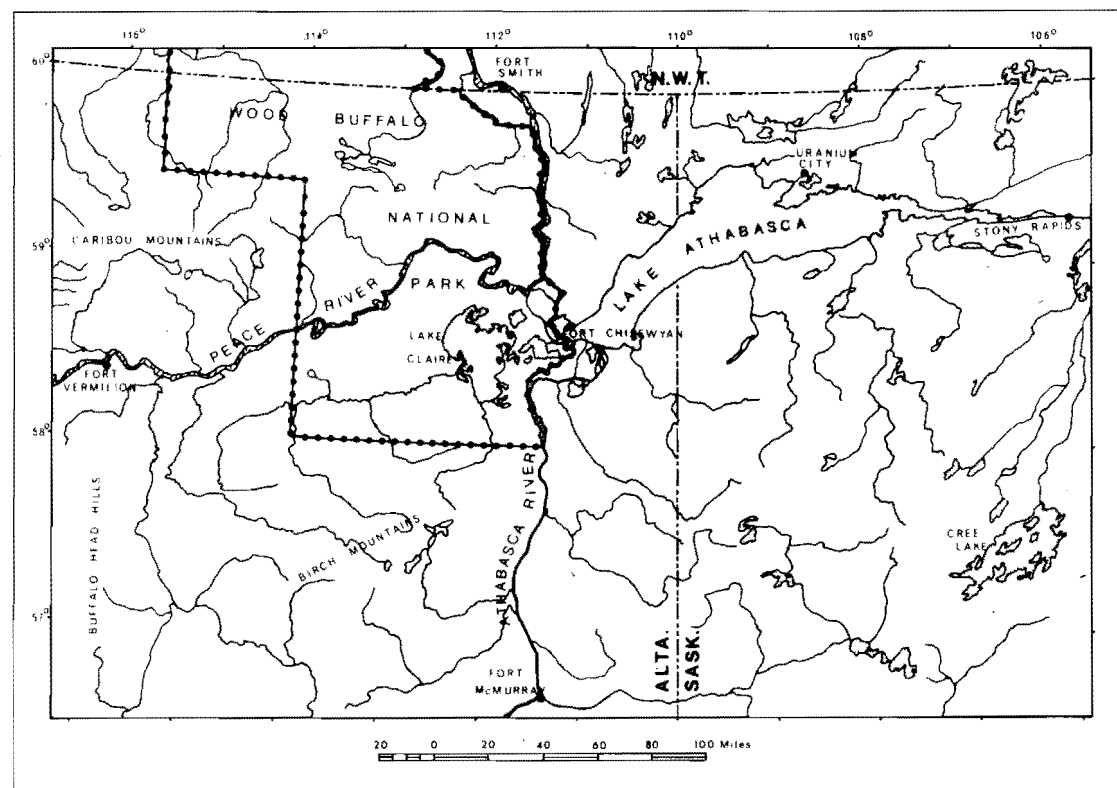 116° 114° 112° 110° 108° 106°
60°
FORT
SMITH
N.W.T.
WOOD BUFFALO
URANIUM
CITY
NATIONAL
59°
CARIBOU MOUNTAINS
LAKE ATHABASCA
STONY RAPIDS
PARK
PEACE RIVER
LAKE
CLAIRE
FORT CHIPEWYAN
FORT
VERMILION
58°
ATHABASCA RIVER
BUFFALO HEAD HILLS
BIRCH MOUNTAINS
CREE
LAKE
57°
ALTA.
SASK.
FORT
McMURRAY
20 0 20 40 60 80 100 Miles